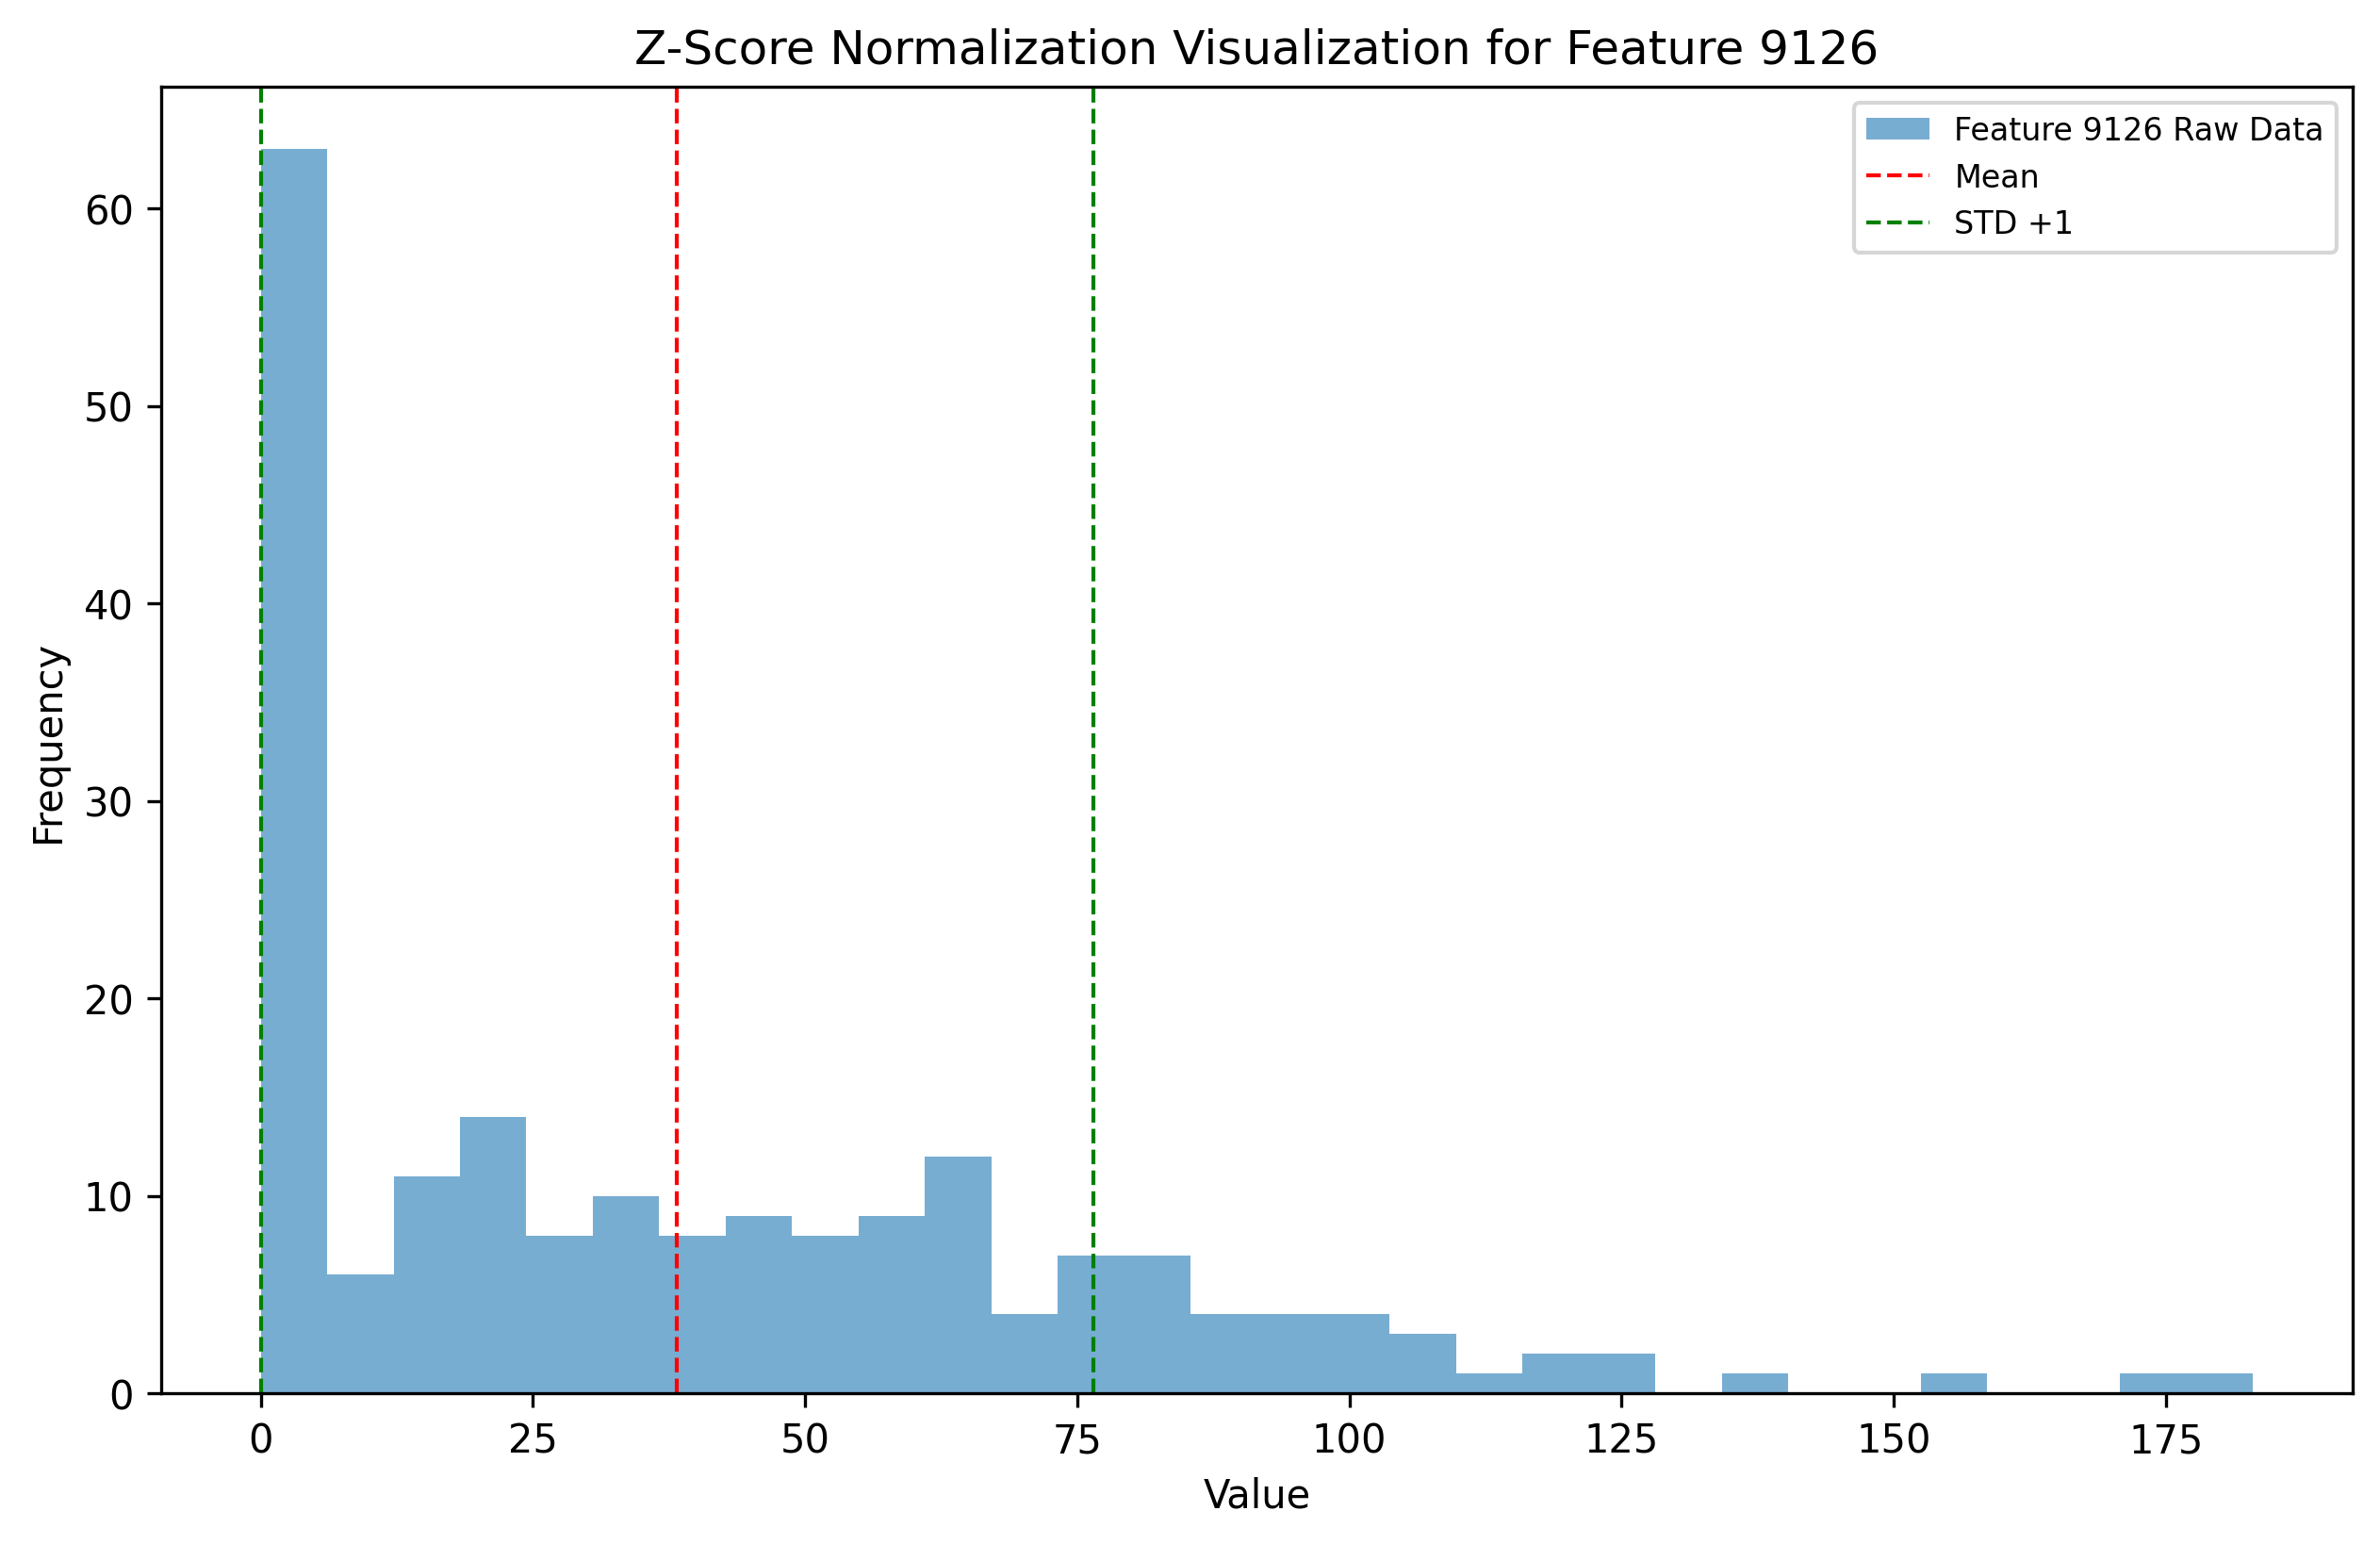 Z-Score Normalization Visualization for Feature 9126
Feature 9126 Raw Data
Mean
STD +1
60
50
40
30
20
10
0
Frequency
0 25 50 75 100 125 150 175
Value